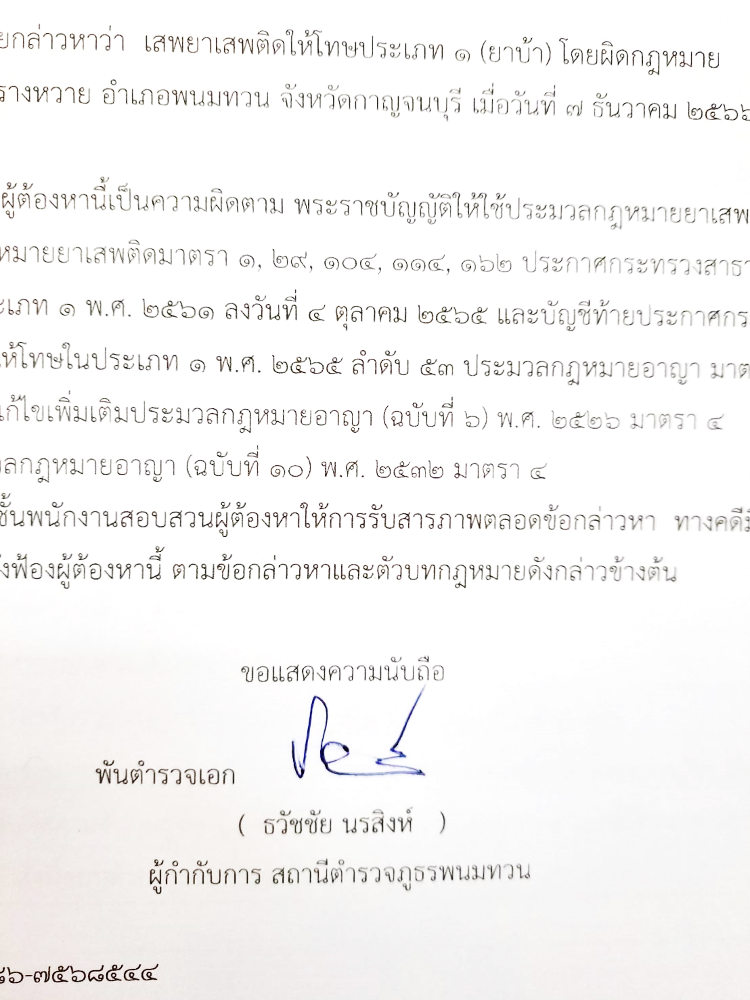 ยกล่าวหาว่า เสพยาเสพติดให้โทษประเภท ๑ (ยาบ้า) โดยผิดกฎหมาย
รางหวาย อำเภอพนมทวน จังหวัดกาญจนบุรี เมื่อวันที่ ๗ ธันวาคม ๒๕๖๖
ผู้ต้องหานี้เป็นความผิดตาม พระราชบัญญัติให้ใช้ประมวลกฎหมายยาเสพ
หมายยาเสพติดมาตรา ๑, ๒๙, ๑๐๔, ๑๑๔, ๑๖๒ ประกาศกระทรวงสาธา
ะเภท ๑ พ.ศ. ๒๕๖๑ ลงวันที่ ๔ ตุลาคม ๒๕๖๕ และบัญชีท้ายประกาศกร
ให้โทษในประเภท ๑ พ.ศ. ๒๕๖๕ ลำดับ ๕๓ ประมวลกฎหมายอาญา มาต
แก้ไขเพิ่มเติมประมวลกฎหมายอาญา (ฉบับที่ ๖) พ.ศ. ๒๕๒๖ มาตรา ๔
วลกฎหมายอาญา (ฉบับที่ ๑๐) พ.ศ. ๒๕๓๒ มาตรา ๔
ชั้นพนักงานสอบสวนผู้ต้องหาให้การรับสารภาพตลอดข้อกล่าวหา ทางคดีมี
ั่งฟ้องผู้ต้องหานี้ ตามข้อกล่าวหาและตัวบทกฎหมายดังกล่าวข้างต้น
ขอแสดงความนับถือ
พันตำรวจเอก
( ธวัชชัย นรสิงห์ )
ผู้กำกับการ สถานีตำรวจภูธรพนมทวน
๘๖-๗๕๖๘๕๔๔